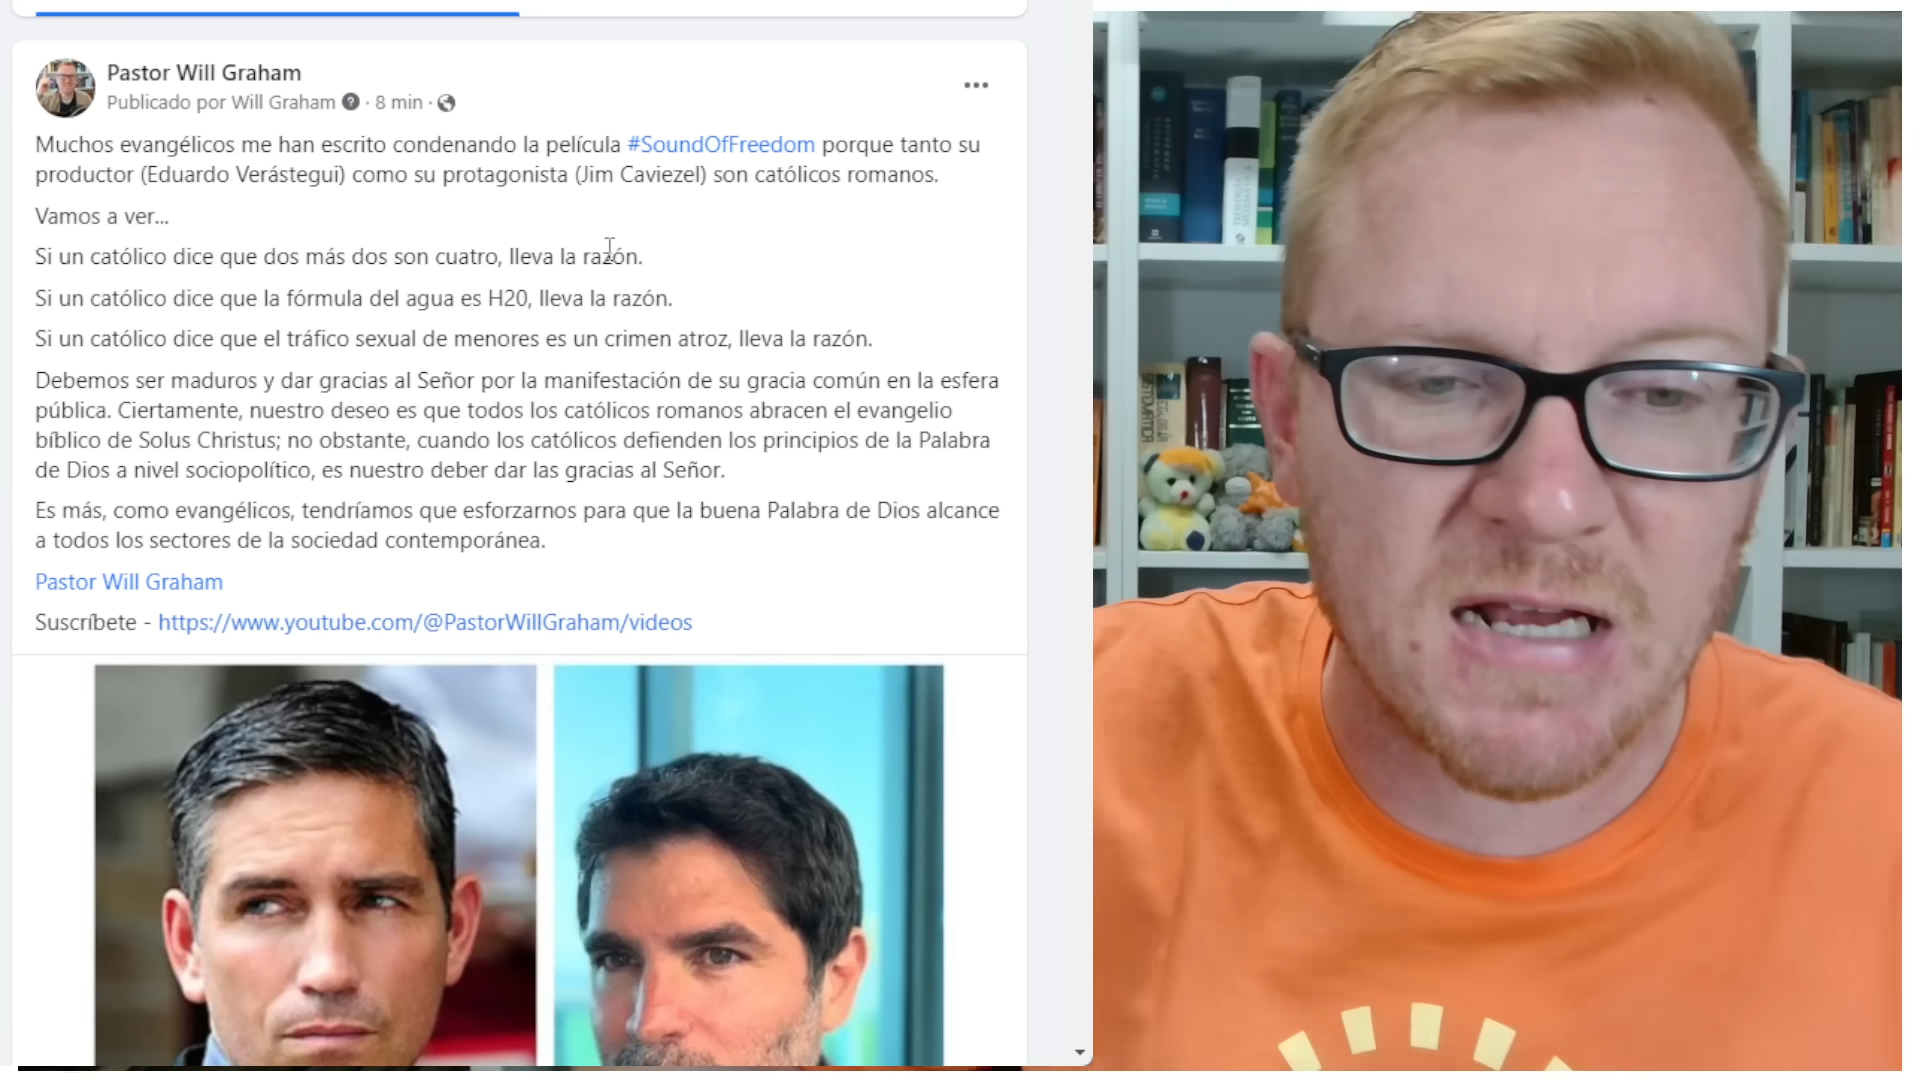 Pastor Will Graham
Publicado por Will Graham · 8 min ·
Muchos evangélicos me han escrito condenando la película #SoundOfFreedom porque tanto su
productor (Eduardo Verástegui) como su protagonista (Jim Caviezel) son católicos romanos.
Vamos a ver...
Si un católico dice que dos más dos son cuatro, lleva la razón.
Si un católico dice que la fórmula del agua es H20, lleva la razón.
Si un católico dice que el tráfico sexual de menores es un crimen atroz, lleva la razón.
Debemos ser maduros y dar gracias al Señor por la manifestación de su gracia común en la esfera
pública. Ciertamente, nuestro deseo es que todos los católicos romanos abracen el evangelio
bíblico de Solus Christus; no obstante, cuando los católicos defienden los principios de la Palabra
de Dios a nivel sociopolítico, es nuestro deber dar las gracias al Señor.
Es más, como evangélicos, tendríamos que esforzarnos para que la buena Palabra de Dios alcance
a todos los sectores de la sociedad contemporánea.
Pastor Will Graham
Suscríbete - https://www.youtube.com/@PastorWillGraham/videos